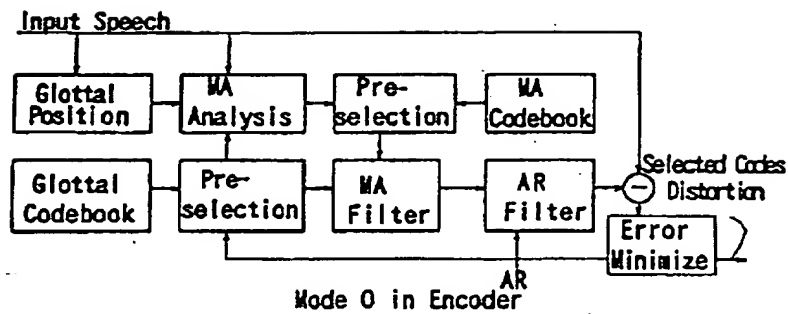 Input Speech
Glottal
Position
MA
Analysis
Pre-
selection
MA
Codebook
Glottal
Codebook
Pre-
selection
MA
Filter
AR
Filter
Selected Codes
Distortion
Error
Minimize
AR
Mode 0 in Encoder